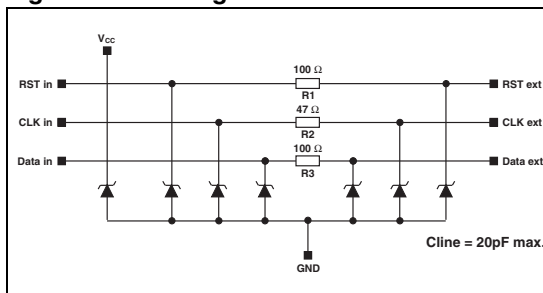 V_CC
100 Ω
RST in
RST ext
R1
47 Ω
CLK in
CLK ext
R2
100 Ω
Data in
Data ext
R3
Cline = 20pF max.
GND